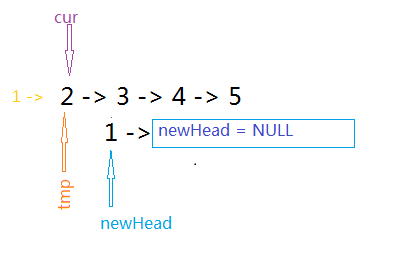 cur
1 -> 2 -> 3 -> 4 -> 5
1 -> newHead = NULL
tmp
newHead